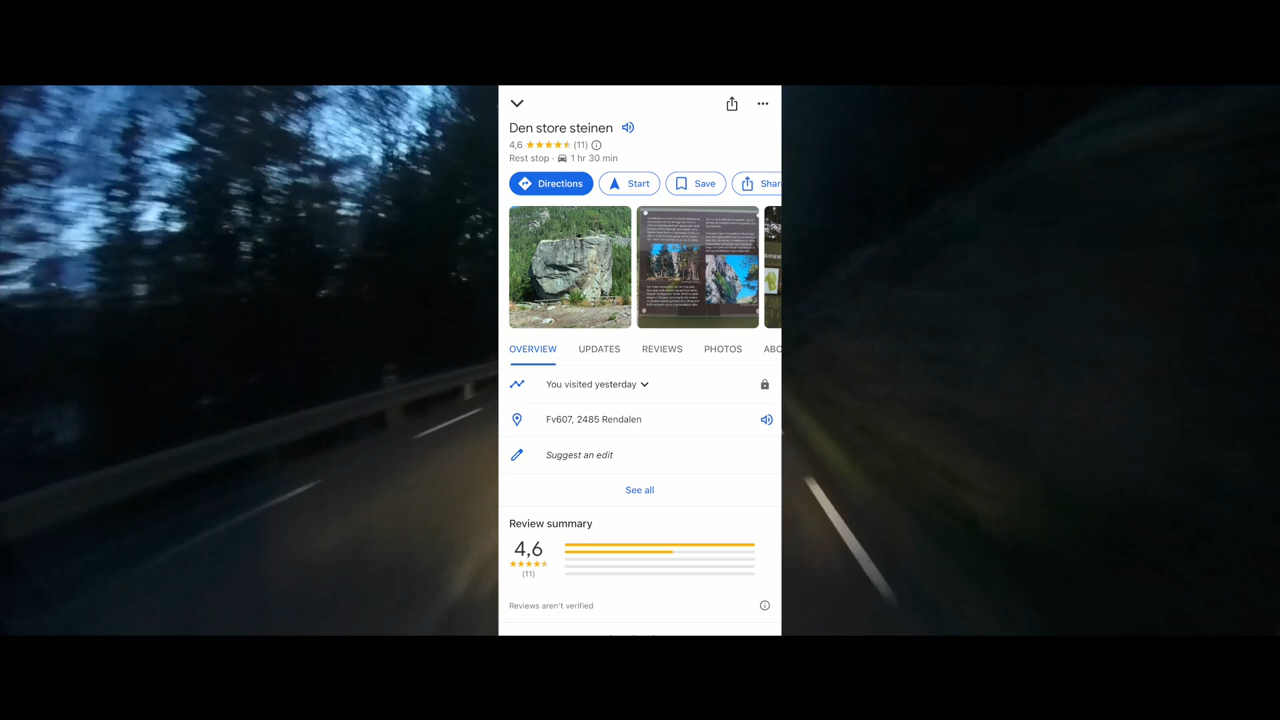 Den store steinen
4,6 (11)
Rest stop · 1 hr 30 min
Directions
Start
Save
Shar
OVERVIEW
UPDATES
REVIEWS
PHOTOS
ABO
You visited yesterday
Fv607, 2485 Rendalen
Suggest an edit
See all
Review summary
4,6
(11)
Reviews aren't verified